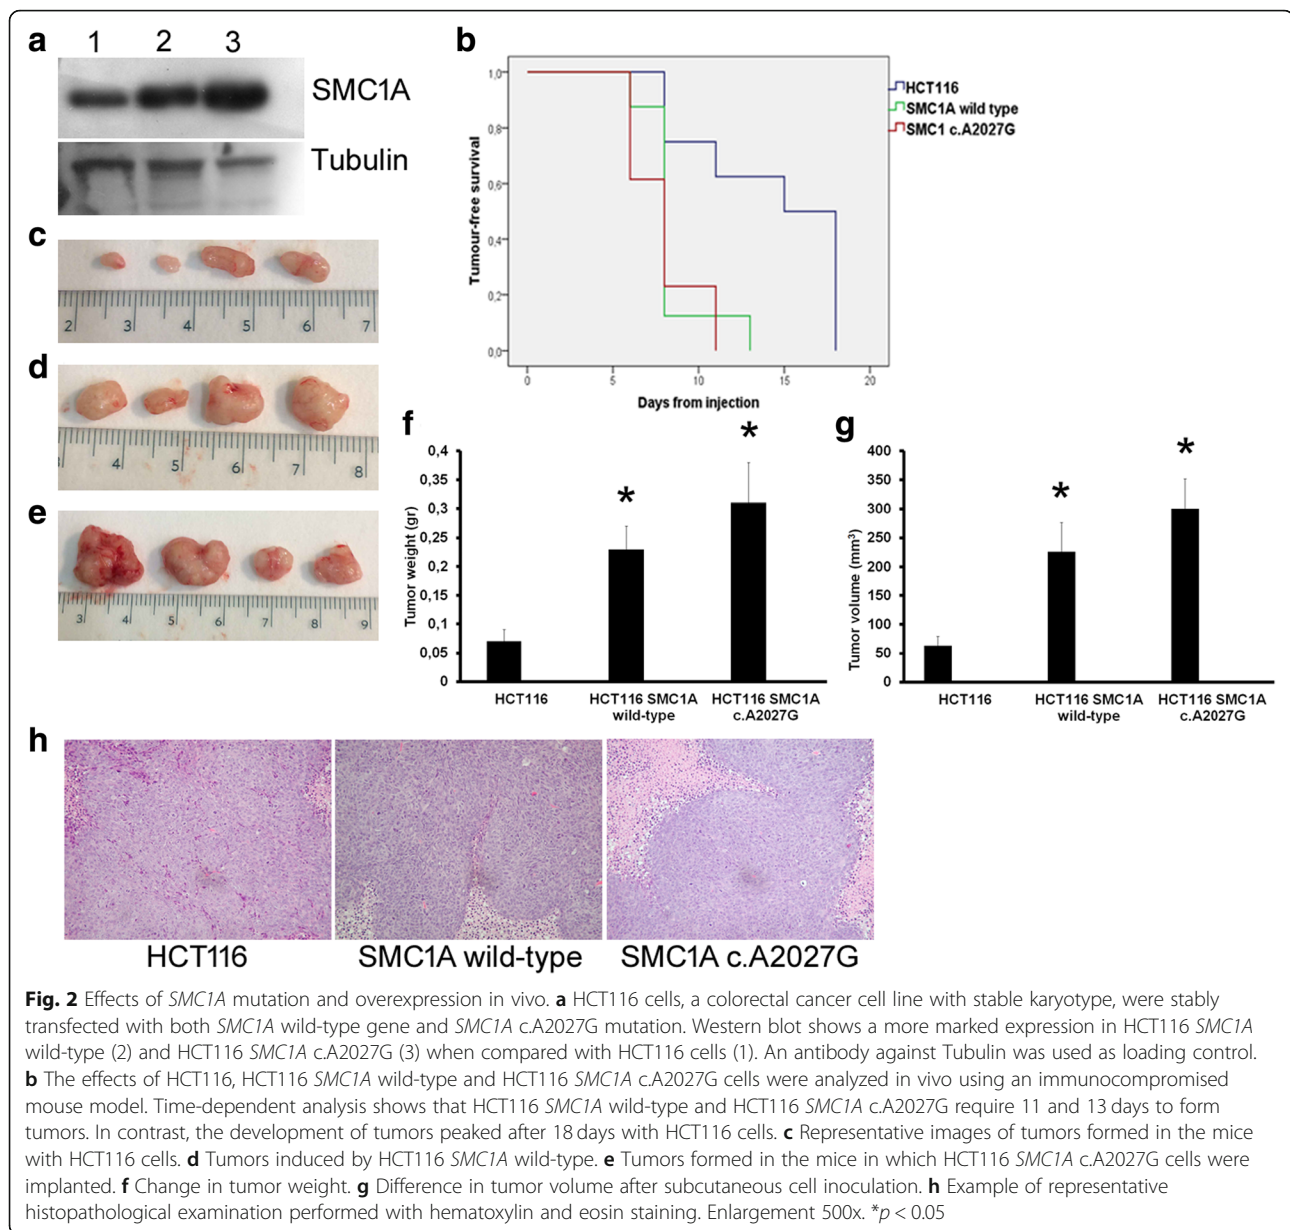 a
1 2 3
SMC1A
Tubulin
b
1,0
0,8
0,6
0,4
0,2
0,0
Tumour-free survival
0 5 10 15 20
Days from injection
HCT116
SMC1A wild type
SMC1 c.A2027G
c
2 3 4 5 6 7
d
3 4 5 6 7 8
e
3 4 5 6 7 8 9
f
0,4
0,35
0,3
0,25
0,2
0,15
0,1
0,05
0
Tumor weight (gr)
*
*
HCT116
HCT116 SMC1A
wild-type
HCT116 SMC1A
c.A2027G
g
400
350
300
250
200
150
100
50
0
Tumor volume (mm³)
*
*
HCT116
HCT116 SMC1A
wild-type
HCT116 SMC1A
c.A2027G
h
HCT116
SMC1A wild-type
SMC1A c.A2027G
Fig. 2 Effects of SMC1A mutation and overexpression in vivo. a HCT116 cells, a colorectal cancer cell line with stable karyotype, were stably
transfected with both SMC1A wild-type gene and SMC1A c.A2027G mutation. Western blot shows a more marked expression in HCT116 SMC1A
wild-type (2) and HCT116 SMC1A c.A2027G (3) when compared with HCT116 cells (1). An antibody against Tubulin was used as loading control.
b The effects of HCT116, HCT116 SMC1A wild-type and HCT116 SMC1A c.A2027G cells were analyzed in vivo using an immunocompromised
mouse model. Time-dependent analysis shows that HCT116 SMC1A wild-type and HCT116 SMC1A c.A2027G require 11 and 13 days to form
tumors. In contrast, the development of tumors peaked after 18 days with HCT116 cells. c Representative images of tumors formed in the mice
with HCT116 cells. d Tumors induced by HCT116 SMC1A wild-type. e Tumors formed in the mice in which HCT116 SMC1A c.A2027G cells were
implanted. f Change in tumor weight. g Difference in tumor volume after subcutaneous cell inoculation. h Example of representative
histopathological examination performed with hematoxylin and eosin staining. Enlargement 500x. *p < 0.05